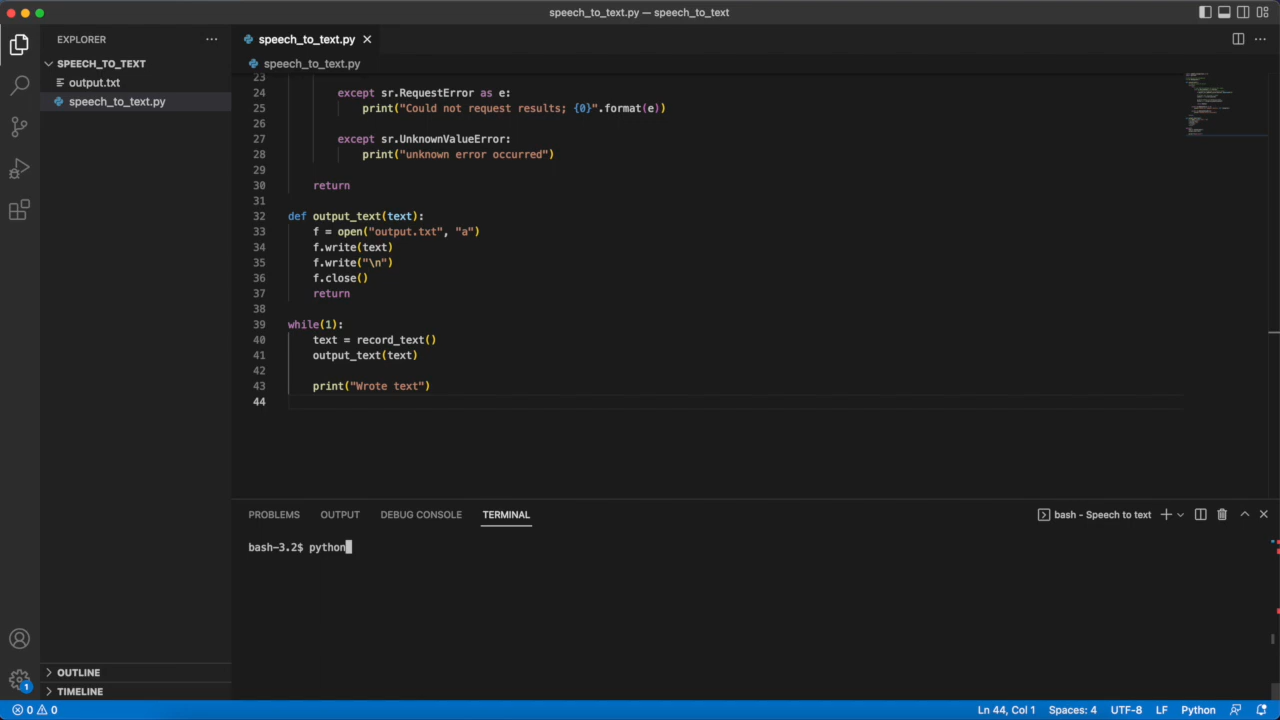 speech_to_text.py — speech_to_text
EXPLORER
SPEECH_TO_TEXT
output.txt
speech_to_text.py
speech_to_text.py
speech_to_text.py
23
24 except sr.RequestError as e:
25 print("Could not request results; {0}".format(e))
26
27 except sr.UnknownValueError:
28 print("unknown error occurred")
29
30 return
31
32 def output_text(text):
33 f = open("output.txt", "a")
34 f.write(text)
35 f.write("\n")
36 f.close()
37 return
38
39 while(1):
40 text = record_text()
41 output_text(text)
42
43 print("Wrote text")
44
PROBLEMS OUTPUT DEBUG CONSOLE TERMINAL
bash - Speech to text
bash-3.2$ python
OUTLINE
TIMELINE
1
0 0
Ln 44, Col 1 Spaces: 4 UTF-8 LF Python